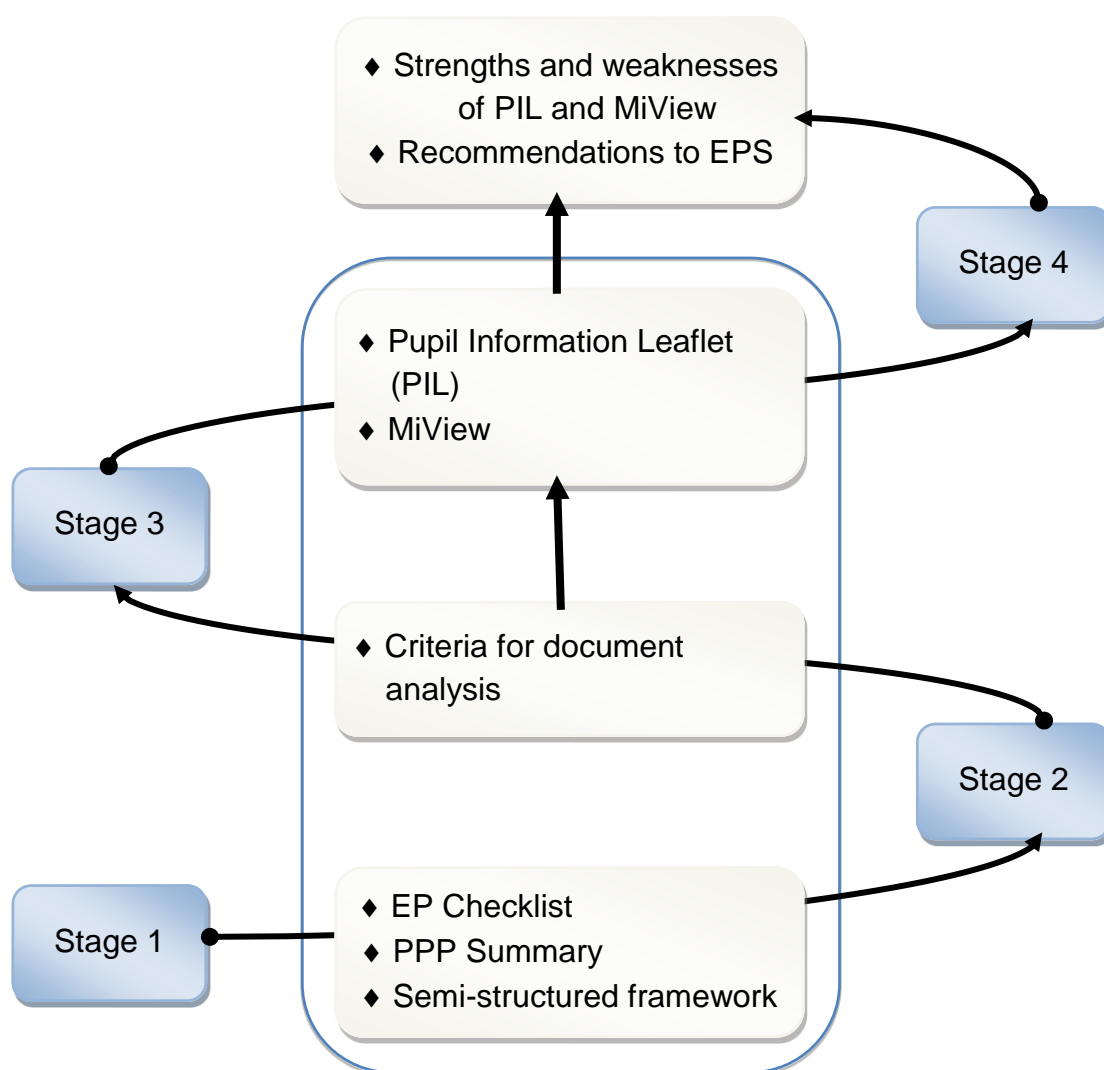 ♦ Strengths and weaknesses
of PIL and MiView
♦ Recommendations to EPS
Stage 4
♦ Pupil Information Leaflet
(PIL)
♦ MiView
Stage 3
♦ Criteria for document
analysis
Stage 2
♦ EP Checklist
♦ PPP Summary
♦ Semi-structured framework
Stage 1